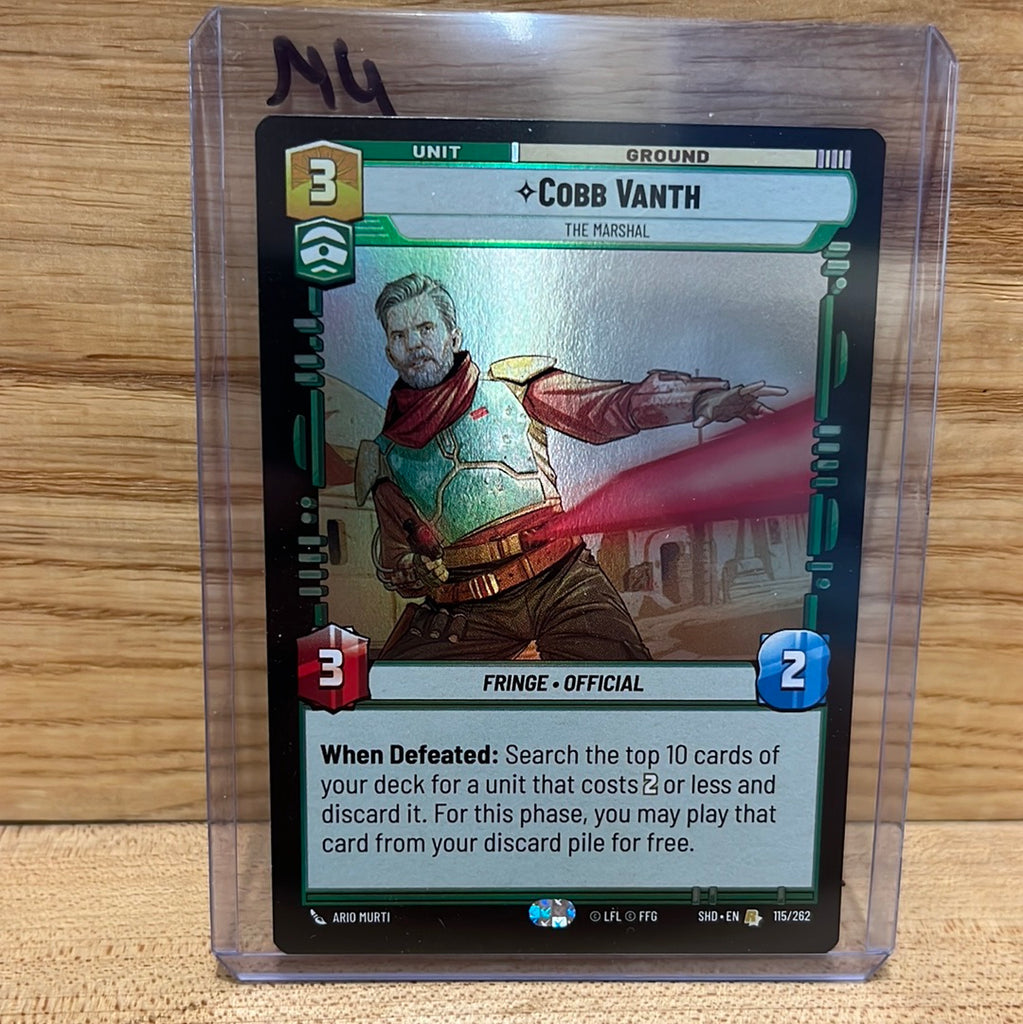 3
UNIT
GROUND
✧COBB VANTH
THE MARSHAL
3
FRINGE • OFFICIAL
2
When Defeated: Search the top 10 cards of
your deck for a unit that costs 2 or less and
discard it. For this phase, you may play that
card from your discard pile for free.
ARIO MURTI
© LFL © FFG
SHD • EN R 115/262